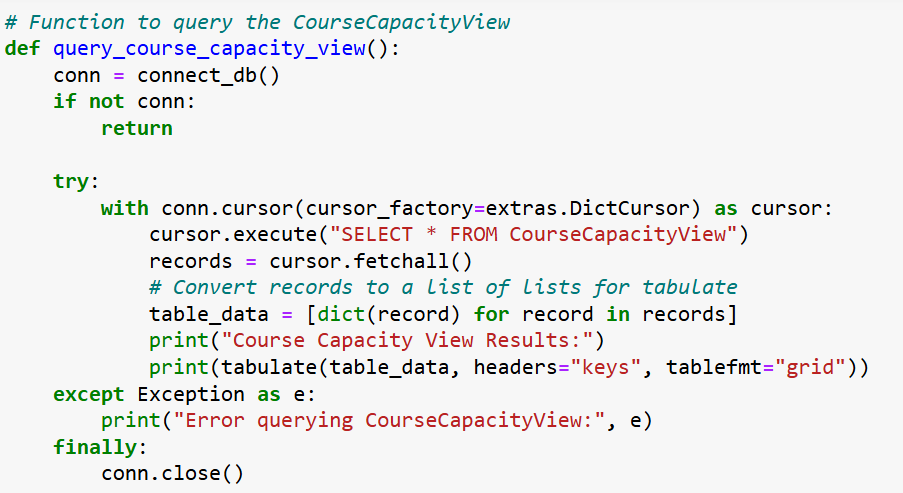 # Function to query the CourseCapacityView
def query_course_capacity_view():
    conn = connect_db()
    if not conn:
        return

    try:
        with conn.cursor(cursor_factory=extras.DictCursor) as cursor:
            cursor.execute("SELECT * FROM CourseCapacityView")
            records = cursor.fetchall()
            # Convert records to a list of lists for tabulate
            table_data = [dict(record) for record in records]
            print("Course Capacity View Results:")
            print(tabulate(table_data, headers="keys", tablefmt="grid"))
    except Exception as e:
        print("Error querying CourseCapacityView:", e)
    finally:
        conn.close()